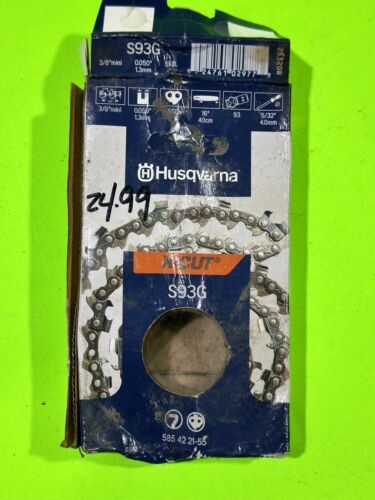 S93G
3/8"mini
0.050"
1.3mm
24761 02977
3/8"mini
0.050"
1.3mm
16"
40cm
93
5/32"
4.0mm
Husqvarna
24.99
X-CUT®
S93G
7
585 42 21-55